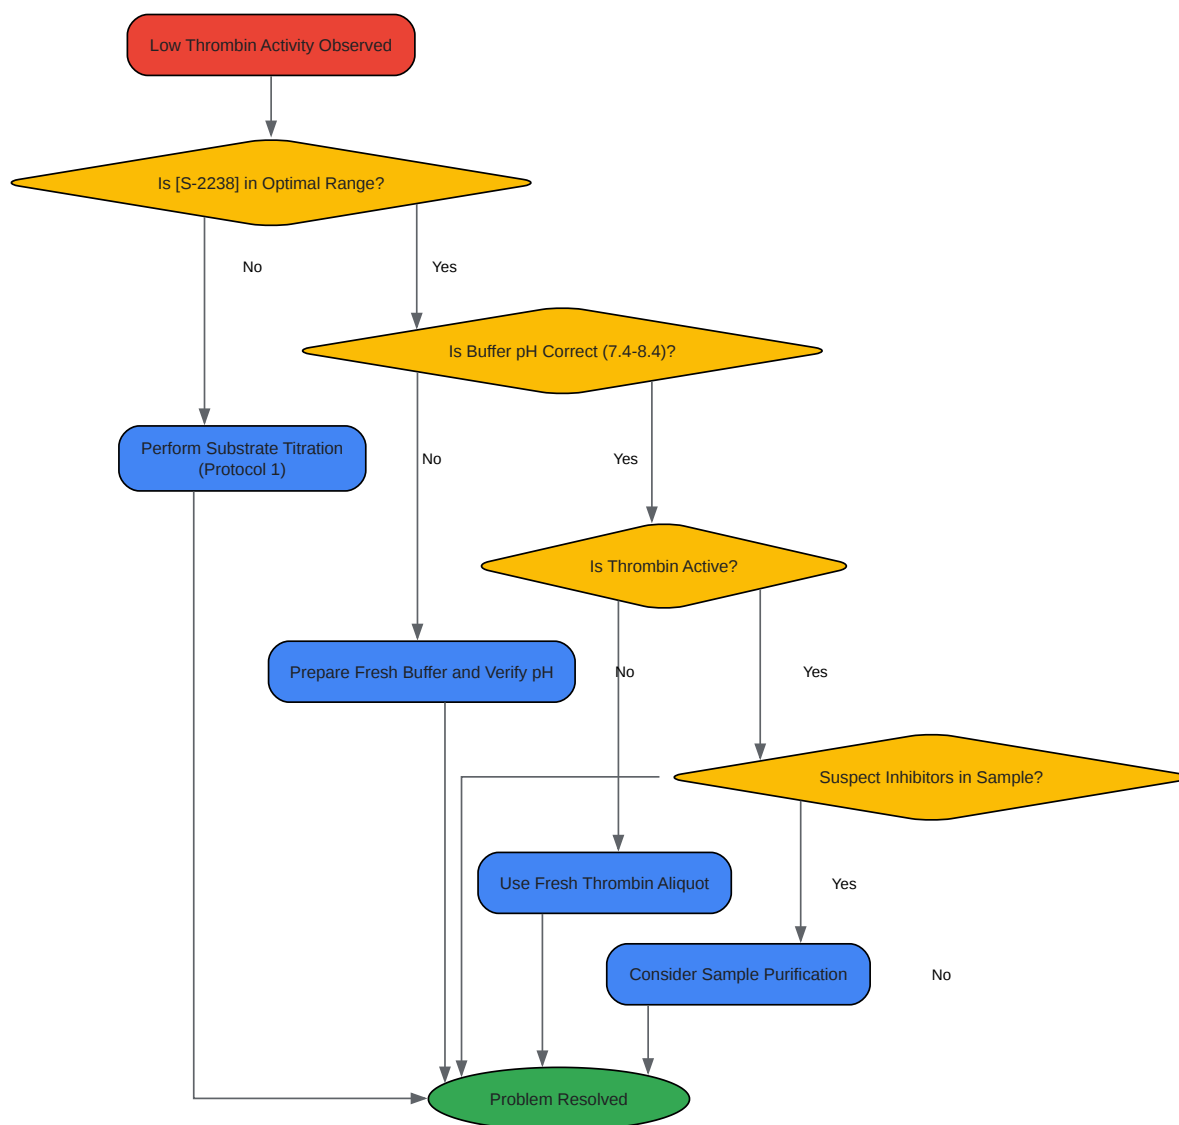 Low Thrombin Activity Observed
Is [S-2238] in Optimal Range?
No
Yes
Is Buffer pH Correct (7.4-8.4)?
Perform Substrate Titration
(Protocol 1)
No
Yes
Is Thrombin Active?
Prepare Fresh Buffer and Verify pH
No
Yes
Suspect Inhibitors in Sample?
Use Fresh Thrombin Aliquot
Yes
Consider Sample Purification
No
Problem Resolved